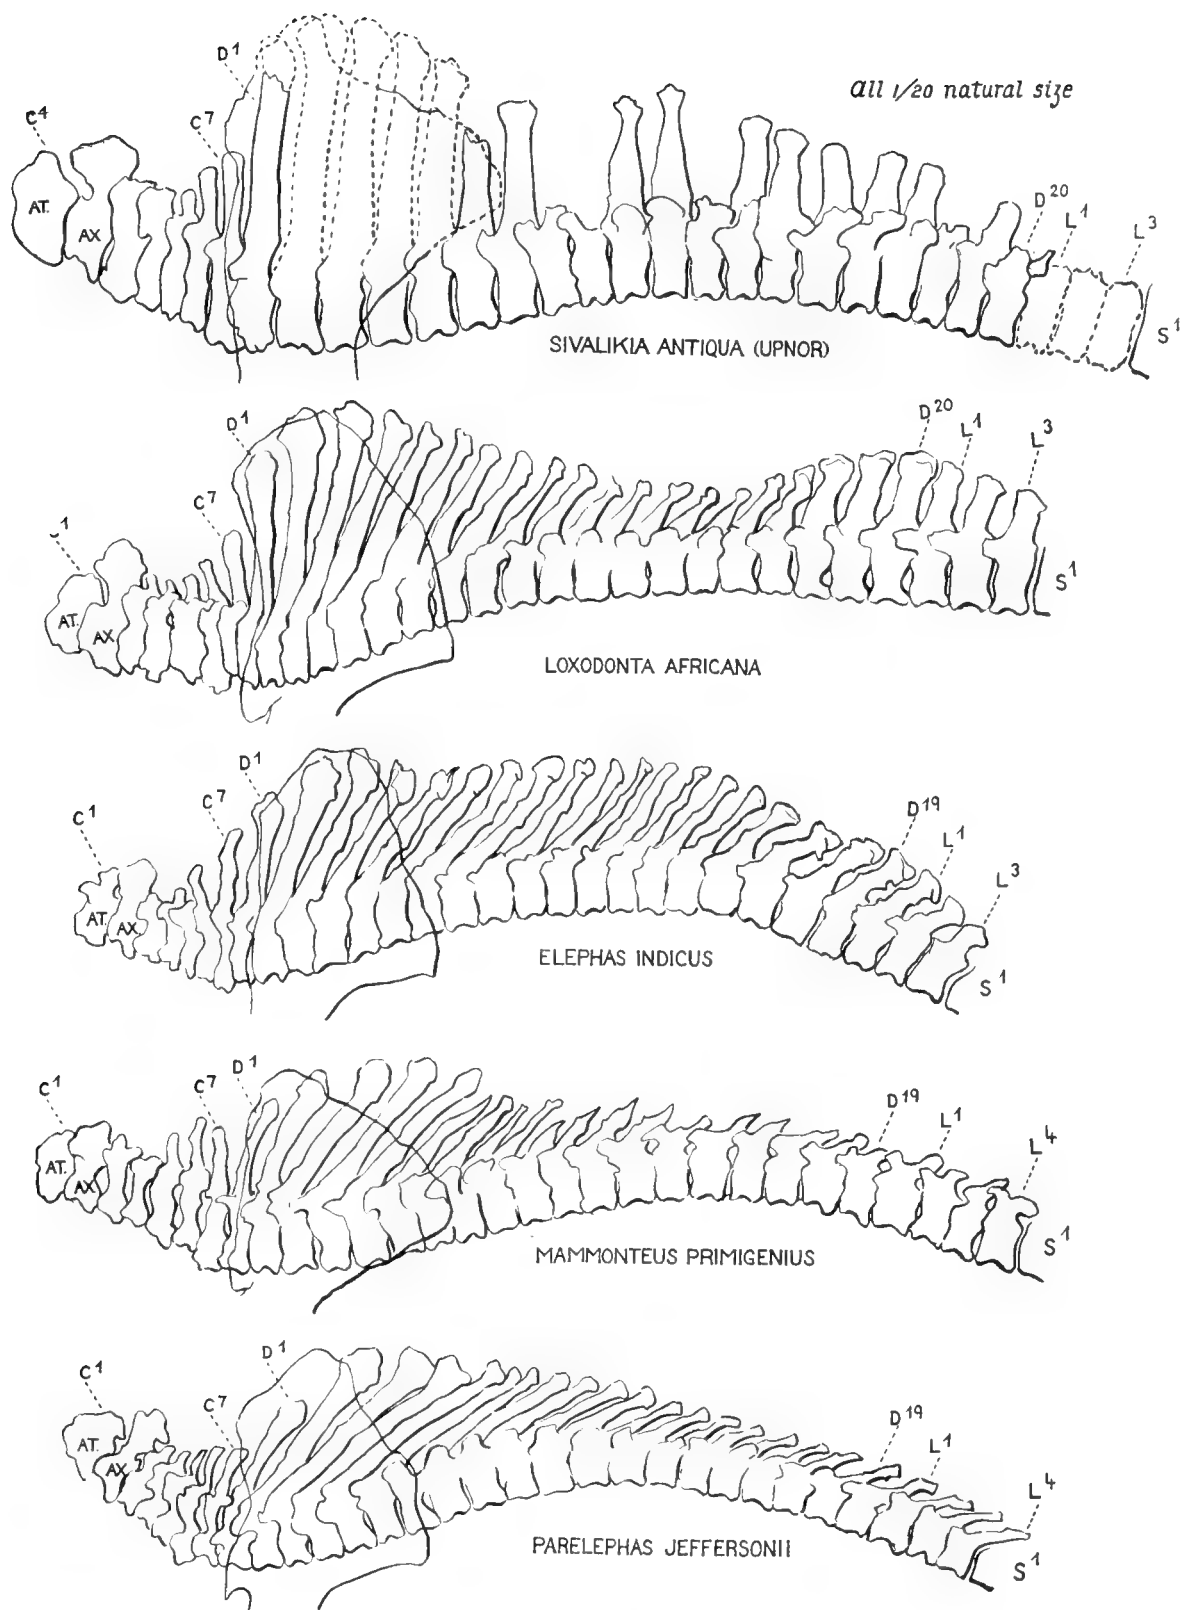 D1
all 1/20 natural size
C4
C7
AT.
AX
D20
L1
L3
S1
SIVALIKIA ANTIQUA (UPNOR)
D1
D20
L1
L3
C7
1
AT.
AX
S1
LOXODONTA AFRICANA
D1
C7
C1
D19
L1
L3
AT.
AX
ELEPHAS INDICUS
S1
C1
C7
D1
D19
L1
L4
AT.
AX
S1
MAMMONTEUS PRIMIGENIUS
D1
C1
C7
D19
L1
L4
AT.
AX
3
PARELEPHAS JEFFERSONII
S1